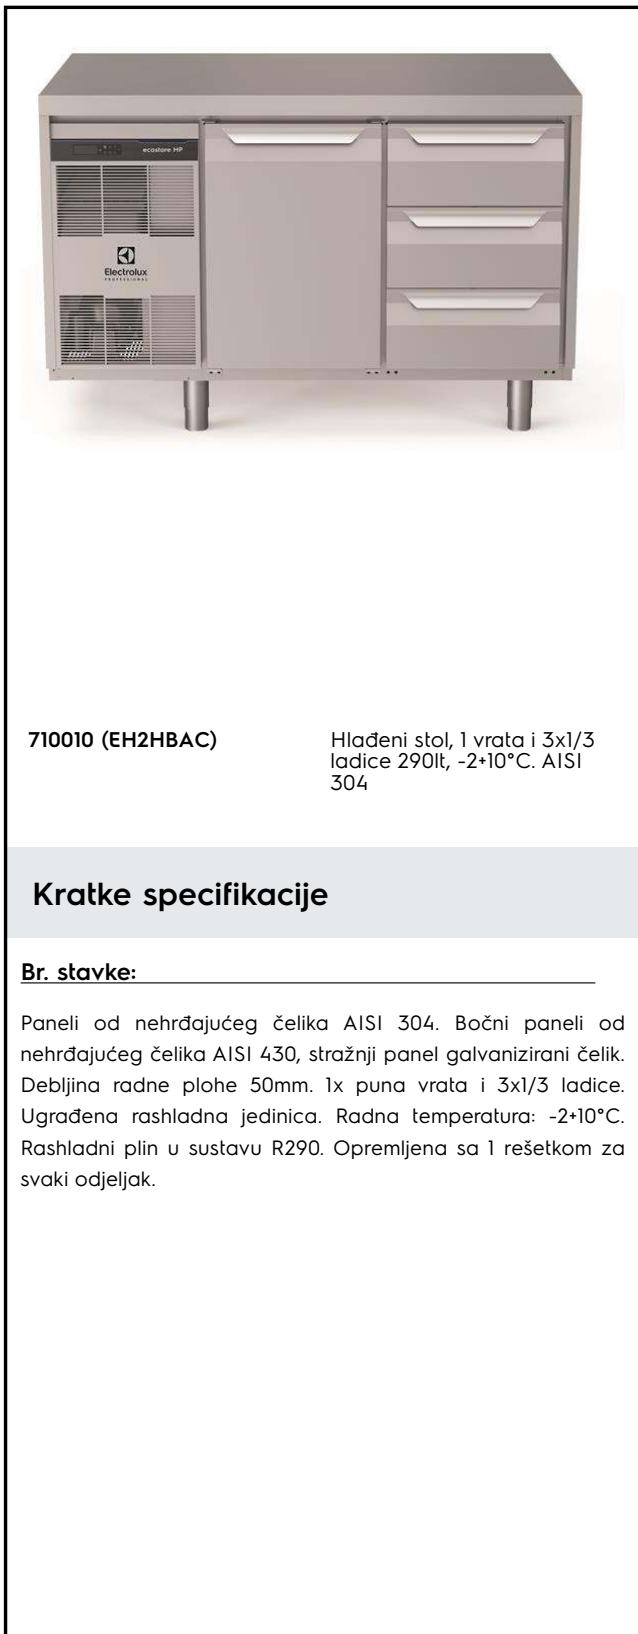 ecostore HP
Electrolux
PROFESSIONAL
710010 (EH2HBAC)
Hlađeni stol, 1 vrata i 3x1/3
ladice 290lt, -2+10°C. AISI
304
Kratke specifikacije
Br. stavke:
Paneli od nehrđajućeg čelika AISI 304. Bočni paneli od
nehrđajućeg čelika AISI 430, stražnji panel galvanizirani čelik.
Debljina radne plohe 50mm. 1x puna vrata i 3x1/3 ladice.
Ugrađena rashladna jedinica. Radna temperatura: -2+10°C.
Rashladni plin u sustavu R290. Opremljena sa 1 rešetkom za
svaki odjeljak.